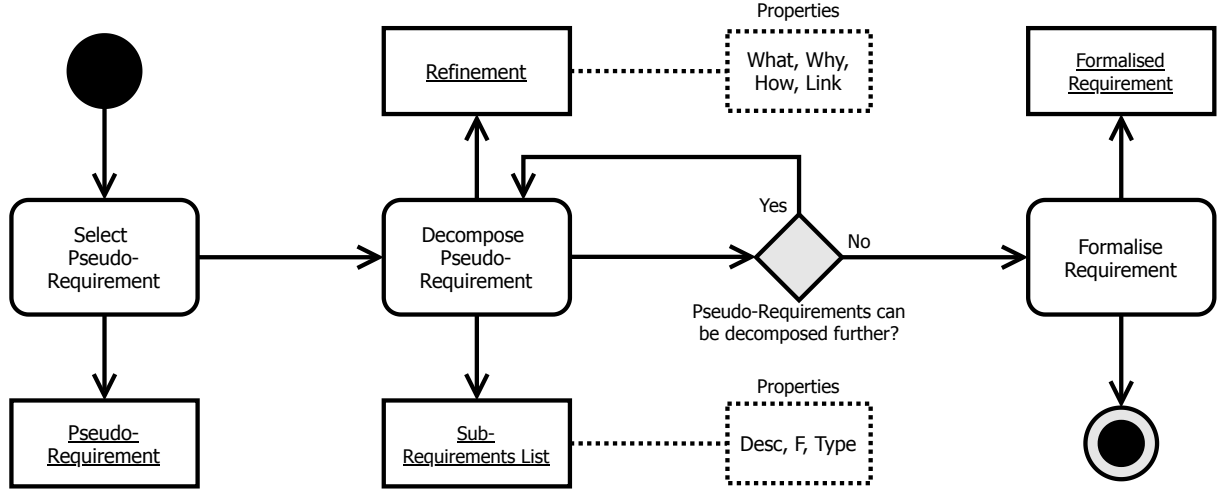 Properties
Refinement
What, Why,
How, Link
Formalised
Requirement
Select
Pseudo-
Requirement
Decompose
Pseudo-
Requirement
Yes
No
Pseudo-Requirements can
be decomposed further?
Formalise
Requirement
Pseudo-
Requirement
Sub-
Requirements List
Properties
Desc, F, Type